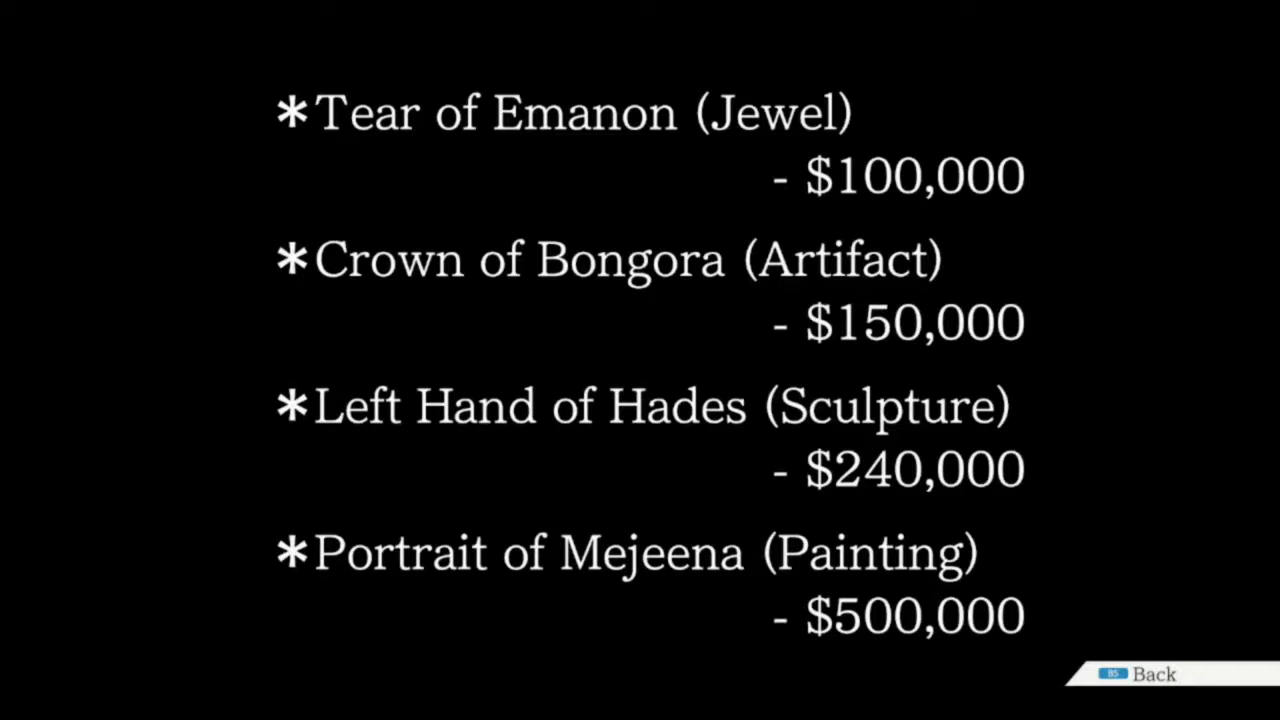 *Tear of Emanon (Jewel)
- $100,000
*Crown of Bongora (Artifact)
- $150,000
*Left Hand of Hades (Sculpture)
- $240,000
*Portrait of Mejeena (Painting)
- $500,000
BS Back